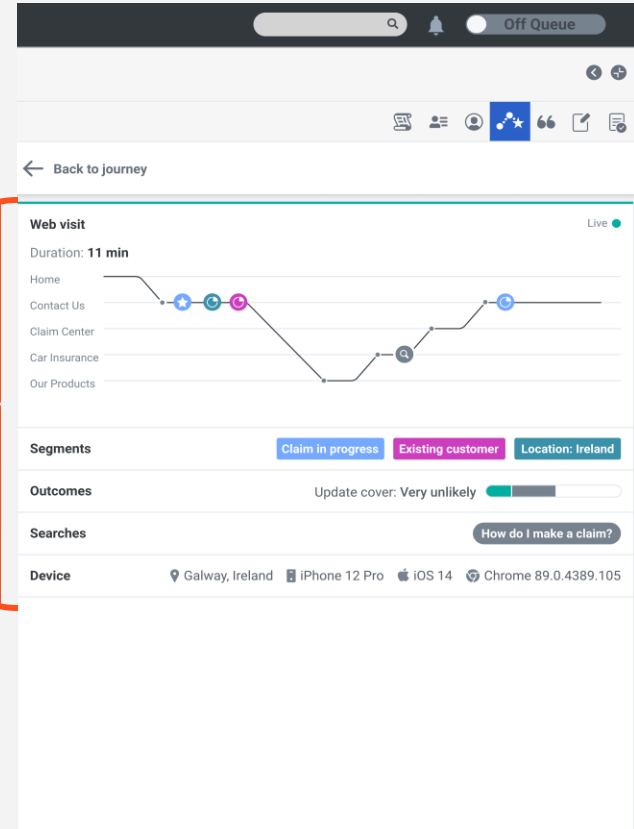 Off Queue
Back to journey
Web visit
Live
Duration: 11 min
Home
Contact Us
Claim Center
Car Insurance
Our Products
Segments Claim in progress Existing customer Location: Ireland
Outcomes Update cover: Very unlikely
Searches How do I make a claim?
Device Galway, Ireland iPhone 12 Pro iOS 14 Chrome 89.0.4389.105